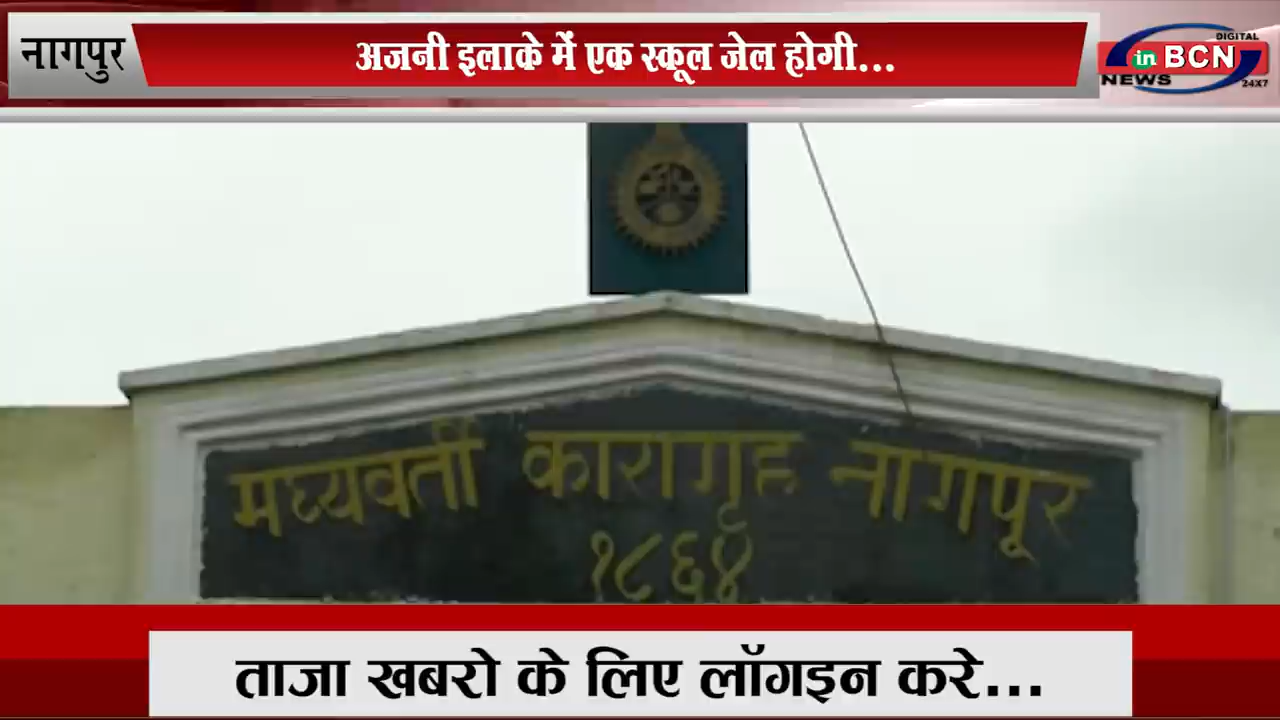 नागपुर
अजनी इलाके में एक स्कूल जेल होगी...
DIGITAL
in BCN
NEWS 24X7
मध्यवर्ती कारागृह नागपूर
१८६४
ताजा खबरो के लिए लॉगइन करे...